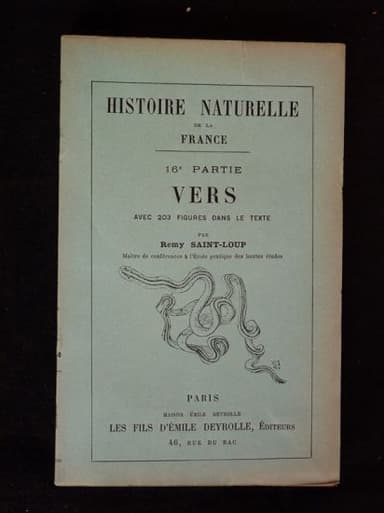 HISTOIRE NATURELLE
DE LA
FRANCE
16e PARTIE
VERS
AVEC 203 FIGURES DANS LE TEXTE
PAR
Remy SAINT-LOUP
Maître de conférences à l'École pratique des hautes études
PARIS
MAISON ÉMILE DEYROLLE
LES FILS D'ÉMILE DEYROLLE, Éditeurs
46, RUE DU BAC